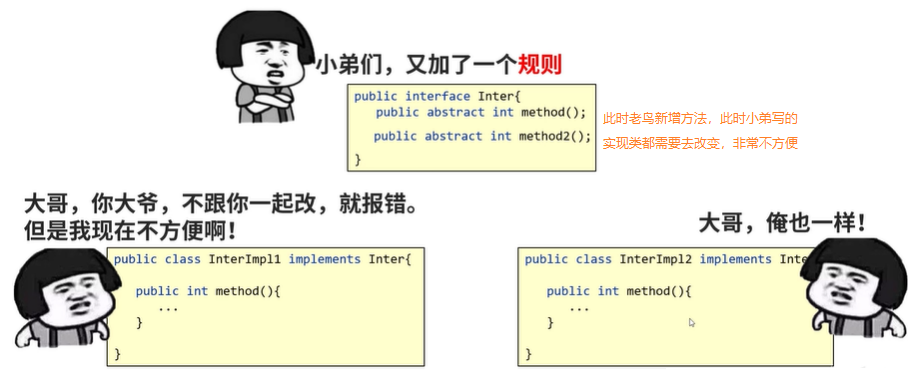 小弟们，又加了一个规则
public interface Inter{
public abstract int method();
public abstract int method2();
}
此时老鸟新增方法，此时小弟写的
实现类都需要去改变，非常不方便
大哥，你大爷，不跟你一起改，就报错。
但是我现在不方便啊！
public class InterImpl1 implements Inter{
public int method(){
...
}
}
大哥，俺也一样！
public class InterImpl2 implements Inte
public int method(){
...
}
}